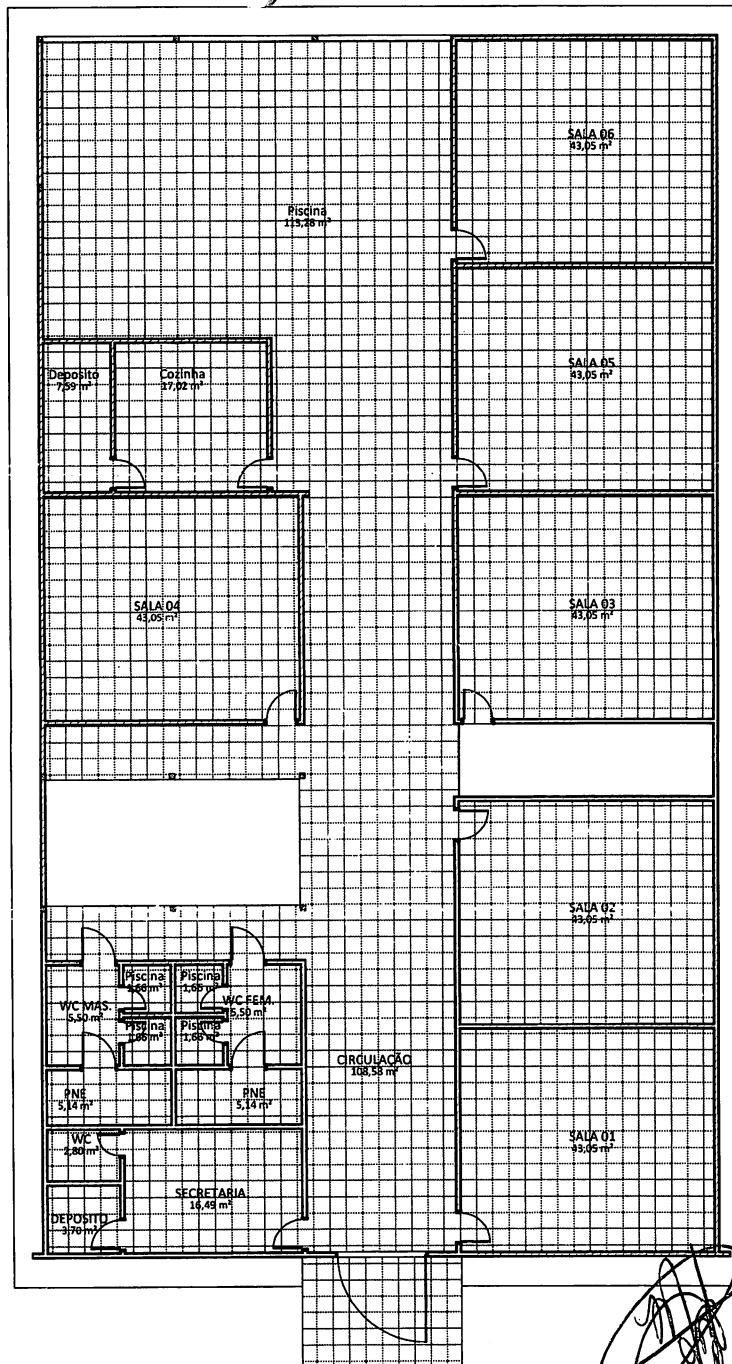 SALA 06
43,05 m²
Piscina
113,28 m²
SALA 05
43,05 m²
Deposito
7,59 m²
Cozinha
17,02 m²
SALA 04
43,05 m²
SALA 03
43,05 m²
SALA 02
43,05 m²
Piscina
1,66 m²
Piscina
1,66 m²
WC MAS.
5,50 m²
WC FEM.
5,50 m²
Piscina
1,66 m²
Piscina
1,66 m²
CIRCULAÇÃO
108,53 m²
PNE
5,14 m²
PNE
5,14 m²
WC
2,80 m²
SALA 01
43,05 m²
SECRETARIA
16,49 m²
DEPOSITO
3,70 m²